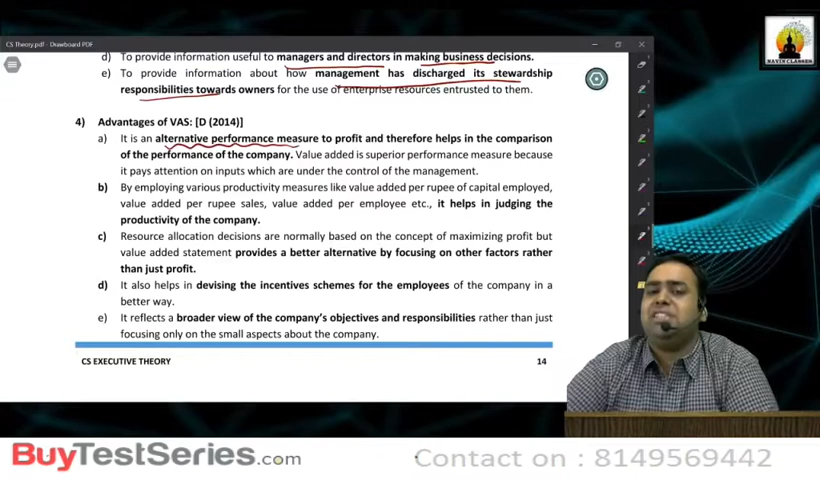 CS Theory.pdf - Drawboard PDF
NAVIN CLASSES
d) To provide information useful to managers and directors in making business decisions.
e) To provide information about how management has discharged its stewardship
responsibilities towards owners for the use of enterprise resources entrusted to them.
4) Advantages of VAS: [D (2014)]
a) It is an alternative performance measure to profit and therefore helps in the comparison
of the performance of the company. Value added is superior performance measure because
it pays attention on inputs which are under the control of the management.
b) By employing various productivity measures like value added per rupee of capital employed,
value added per rupee sales, value added per employee etc., it helps in judging the
productivity of the company.
c) Resource allocation decisions are normally based on the concept of maximizing profit but
value added statement provides a better alternative by focusing on other factors rather
than just profit.
d) It also helps in devising the incentives schemes for the employees of the company in a
better way.
e) It reflects a broader view of the company's objectives and responsibilities rather than just
focusing only on the small aspects about the company.
CS EXECUTIVE THEORY 14
BuyTestSeries.com Contact on : 8149569442